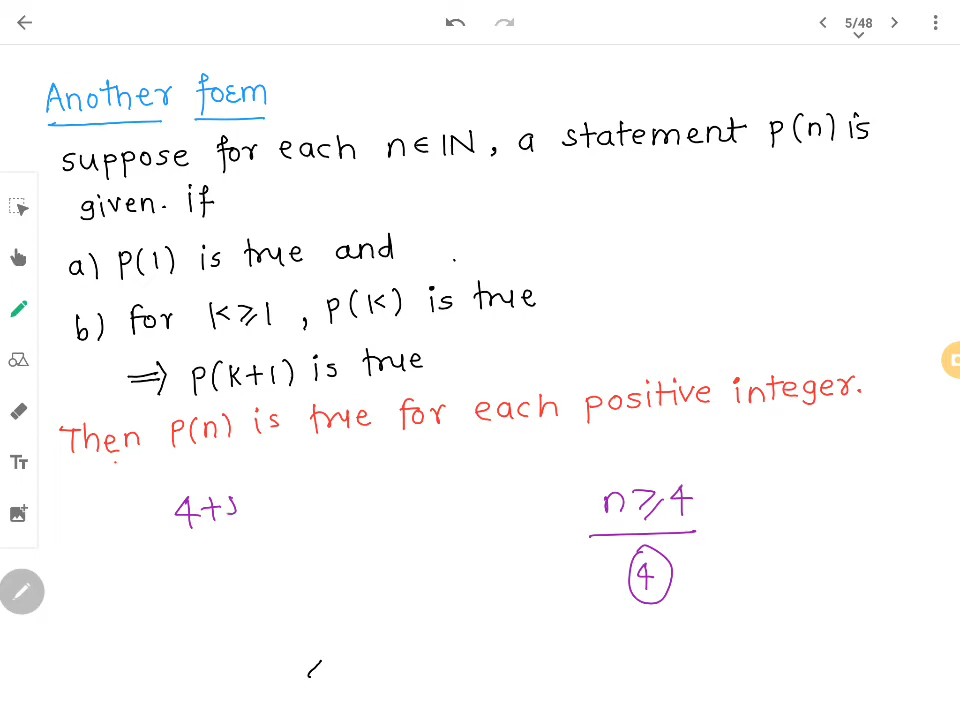 5/48
Another form
suppose for each n∈ℕ, a statement p(n) is
given. if
a) p(1) is true and
b) for k⩾1, p(k) is true
⟹ p(k+1) is true
Then p(n) is true for each positive integer.
n⩾4
4
Tт